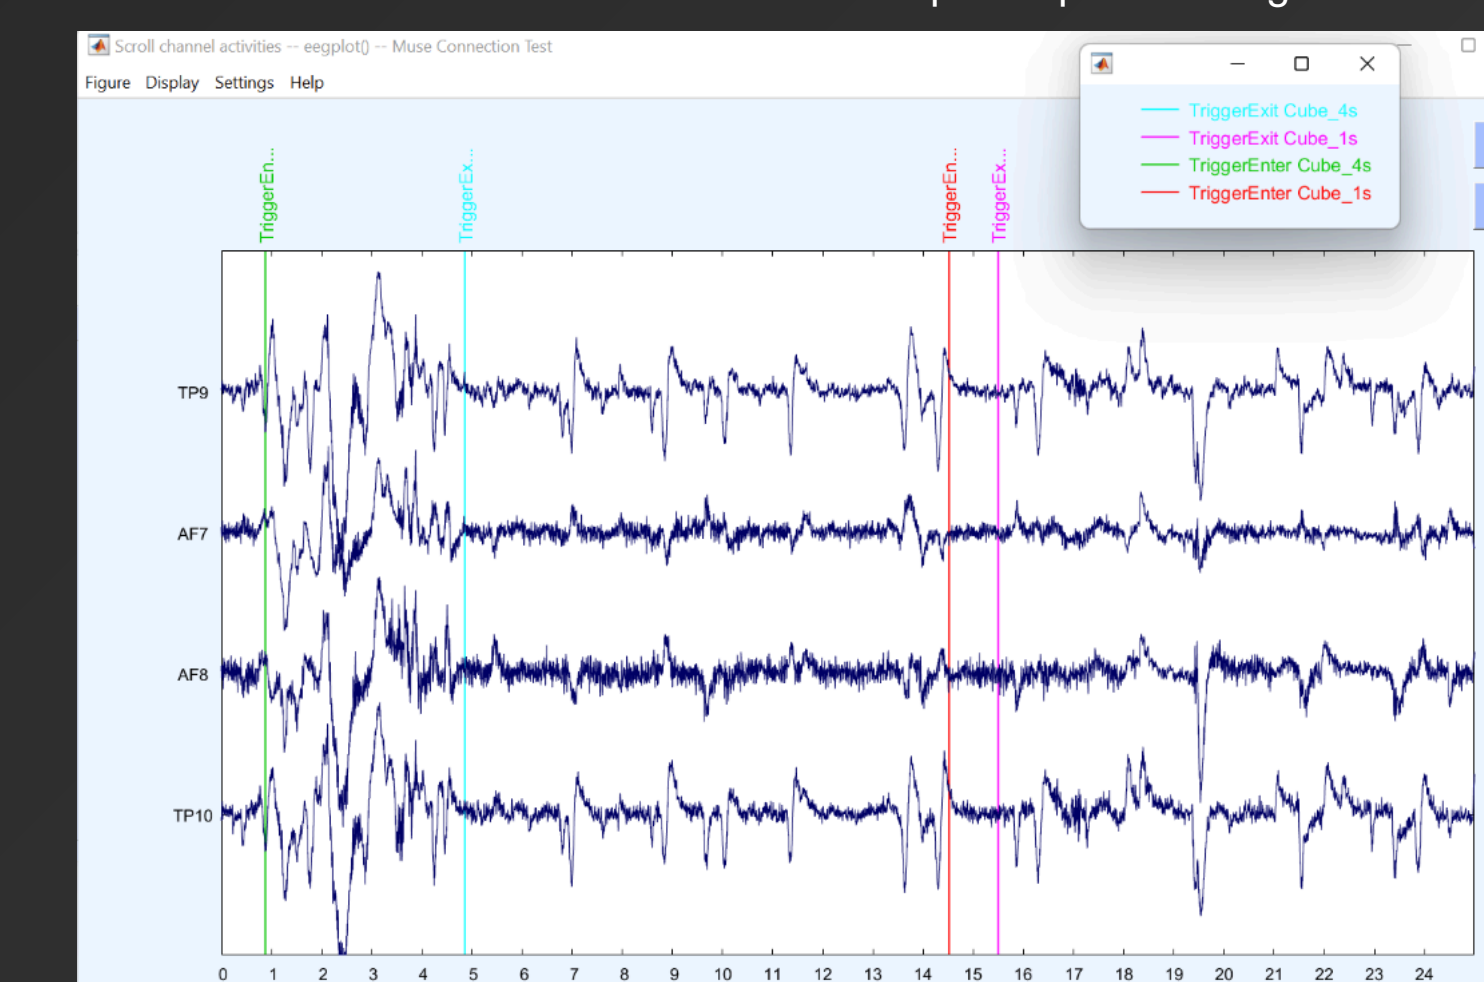 Scroll channel activities -- eegplot() -- Muse Connection Test
Figure Display Settings Help
TriggerExit Cube_4s
TriggerExit Cube_1s
TriggerEnter Cube_4s
TriggerEnter Cube_1s
TriggerEn...
TriggerEx...
TriggerEn...
TriggerEx...
TP9
AF7
AF8
TP10
0 1 2 3 4 5 6 7 8 9 10 11 12 13 14 15 16 17 18 19 20 21 22 23 24